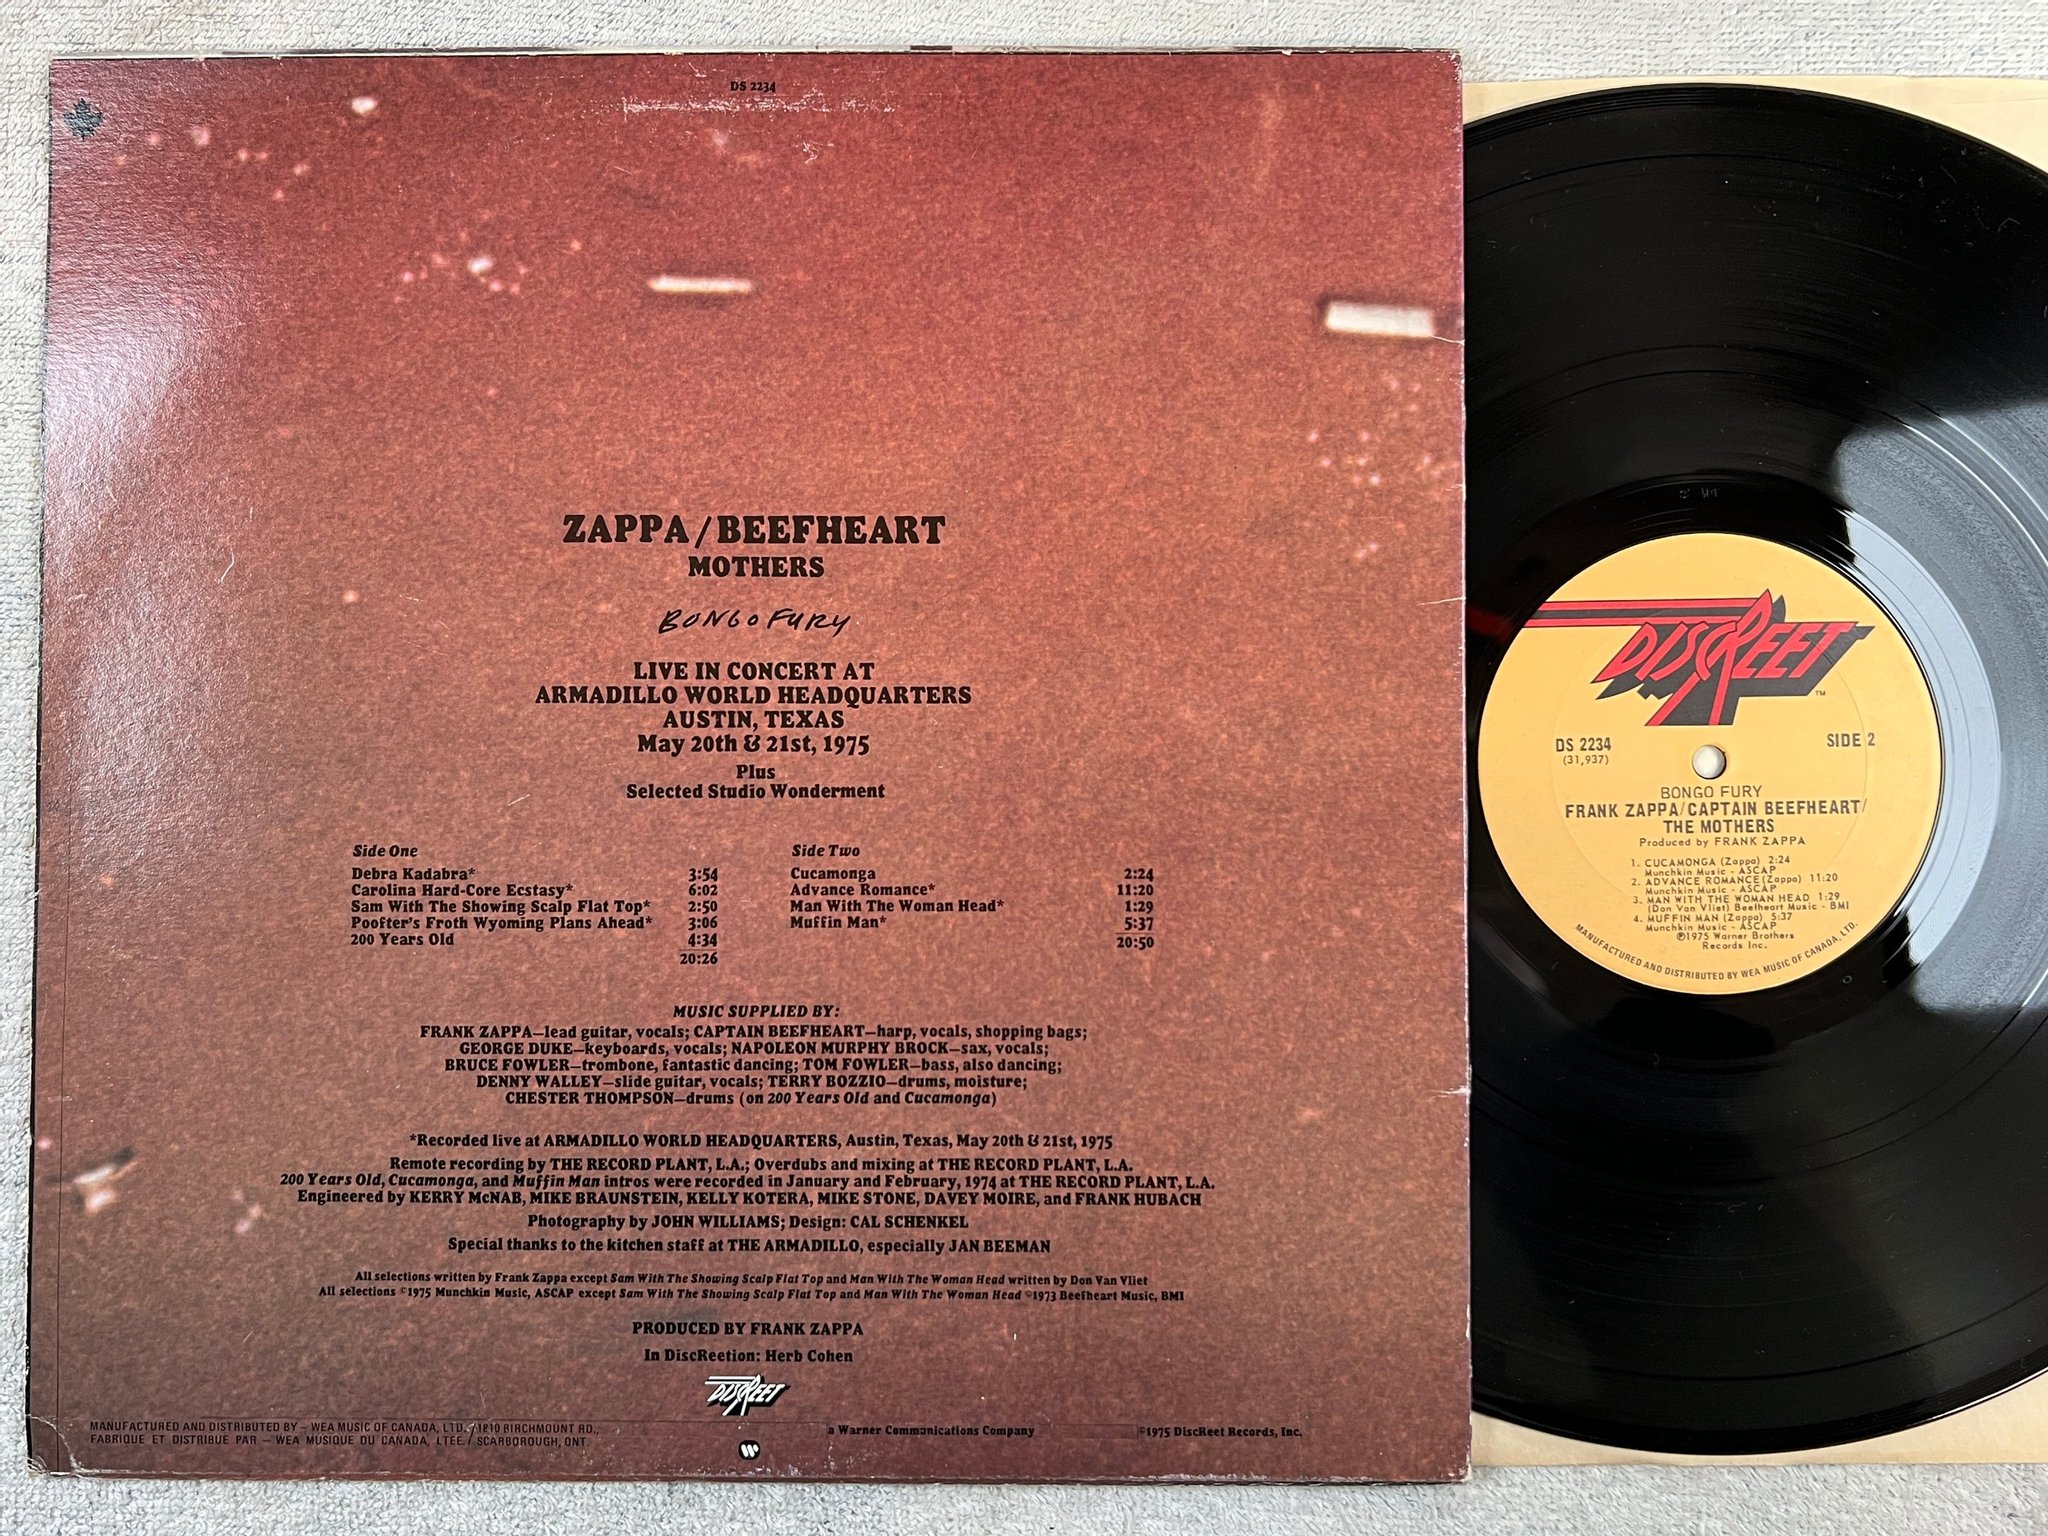 DS 2234
ZAPPA/BEEFHEART
MOTHERS
BONGO FURY
LIVE IN CONCERT AT
ARMADILLO WORLD HEADQUARTERS
AUSTIN, TEXAS
May 20th & 21st, 1975
Plus
Selected Studio Wonderment
Side One
Debra Kadabra* 3:54
Carolina Hard-Core Ecstasy* 6:02
Sam With The Showing Scalp Flat Top* 2:50
Poofter's Froth Wyoming Plans Ahead* 3:06
200 Years Old 4:34
20:26
Side Two
Cucamonga 2:24
Advance Romance* 11:20
Man With The Woman Head* 1:29
Muffin Man* 5:37
20:50
MUSIC SUPPLIED BY:
FRANK ZAPPA—lead guitar, vocals; CAPTAIN BEEFHEART—harp, vocals, shopping bags;
GEORGE DUKE—keyboards, vocals; NAPOLEON MURPHY BROCK—sax, vocals;
BRUCE FOWLER—trombone, fantastic dancing; TOM FOWLER—bass, also dancing;
DENNY WALLEY—slide guitar, vocals; TERRY BOZZIO—drums, moisture;
CHESTER THOMPSON—drums (on 200 Years Old and Cucamonga)
*Recorded live at ARMADILLO WORLD HEADQUARTERS, Austin, Texas, May 20th & 21st, 1975
Remote recording by THE RECORD PLANT, L.A.; Overdubs and mixing at THE RECORD PLANT, L.A.
200 Years Old, Cucamonga, and Muffin Man intros were recorded in January and February, 1974 at THE RECORD PLANT, L.A.
Engineered by KERRY McNAB, MIKE BRAUNSTEIN, KELLY KOTERA, MIKE STONE, DAVEY MOIRE, and FRANK HUBACH
Photography by JOHN WILLIAMS; Design: CAL SCHENKEL
Special thanks to the kitchen staff at THE ARMADILLO, especially JAN BEEMAN
All selections written by Frank Zappa except Sam With The Showing Scalp Flat Top and Man With The Woman Head written by Don Van Vliet
All selections ©1975 Munchkin Music, ASCAP except Sam With The Showing Scalp Flat Top and Man With The Woman Head ©1973 Beefheart Music, BMI
PRODUCED BY FRANK ZAPPA
In DiscReetion: Herb Cohen
DISCREET
MANUFACTURED AND DISTRIBUTED BY – WEA MUSIC OF CANADA, LTD. / 1810 BIRCHMOUNT RD.,
FABRIQUE ET DISTRIBUE PAR – WEA MUSIQUE DU CANADA, LTEE. / SCARBOROUGH, ONT.
a Warner Communications Company
©1975 DiscReet Records, Inc.
DISCREET™
DS 2234
(31,937)
SIDE 2
BONGO FURY
FRANK ZAPPA/CAPTAIN BEEFHEART/
THE MOTHERS
Produced by FRANK ZAPPA
1. CUCAMONGA (Zappa) 2:24
Munchkin Music - ASCAP
2. ADVANCE ROMANCE (Zappa) 11:20
Munchkin Music - ASCAP
3. MAN WITH THE WOMAN HEAD 1:29
(Don Van Vliet) Beefheart Music - BMI
4. MUFFIN MAN (Zappa) 5:37
Munchkin Music - ASCAP
℗1975 Warner Brothers
Records Inc.
MANUFACTURED AND DISTRIBUTED BY WEA MUSIC OF CANADA, LTD.